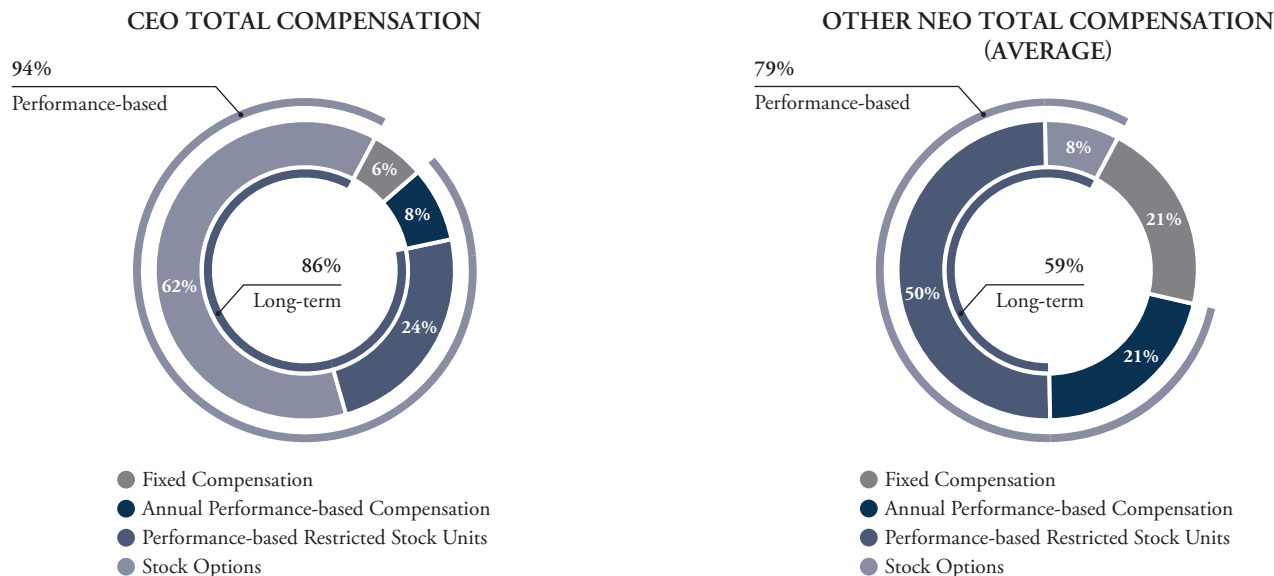 CEO TOTAL COMPENSATION
94%
Performance-based
6%
8%
86%
Long-term
62%
24%
Fixed Compensation
Annual Performance-based Compensation
Performance-based Restricted Stock Units
Stock Options
OTHER NEO TOTAL COMPENSATION
(AVERAGE)
79%
Performance-based
8%
21%
59%
Long-term
50%
21%
Fixed Compensation
Annual Performance-based Compensation
Performance-based Restricted Stock Units
Stock Options